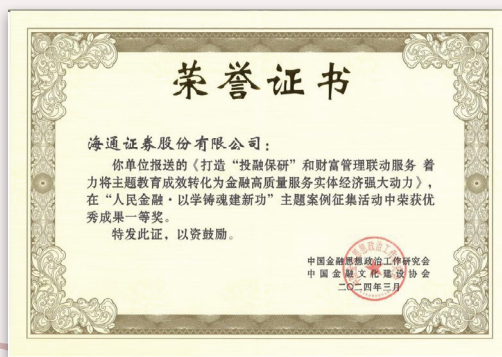 荣誉证书
海通证券股份有限公司:
你单位报送的《打造“投融保研”和财富管理联动服务 着
力将主题教育成效转化为金融高质量服务实体经济强大动力》,
在“人民金融·以学铸魂建新功”主题案例征集活动中荣获优
秀成果一等奖。
特发此证,以资鼓励。
中国金融思想政治工作研究会
中国金融文化建设协会
二〇二四年三月